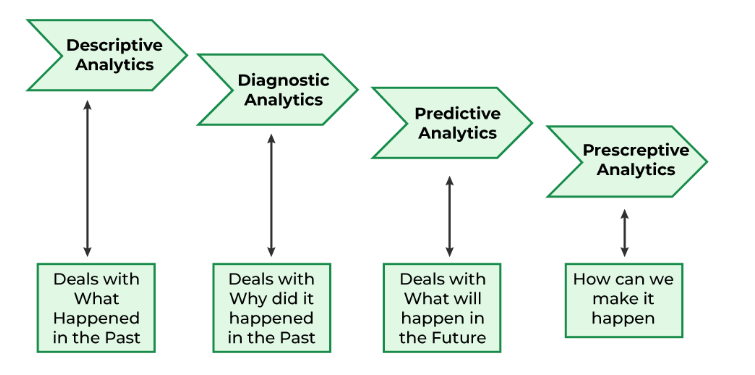 Descriptive
Analytics
Diagnostic
Analytics
Predictive
Analytics
Prescreptive
Analytics
Deals with
What
Happened
in the Past
Deals with
Why did it
happened
in the Past
Deals with
What will
happen in
the Future
How can we
make it
happen